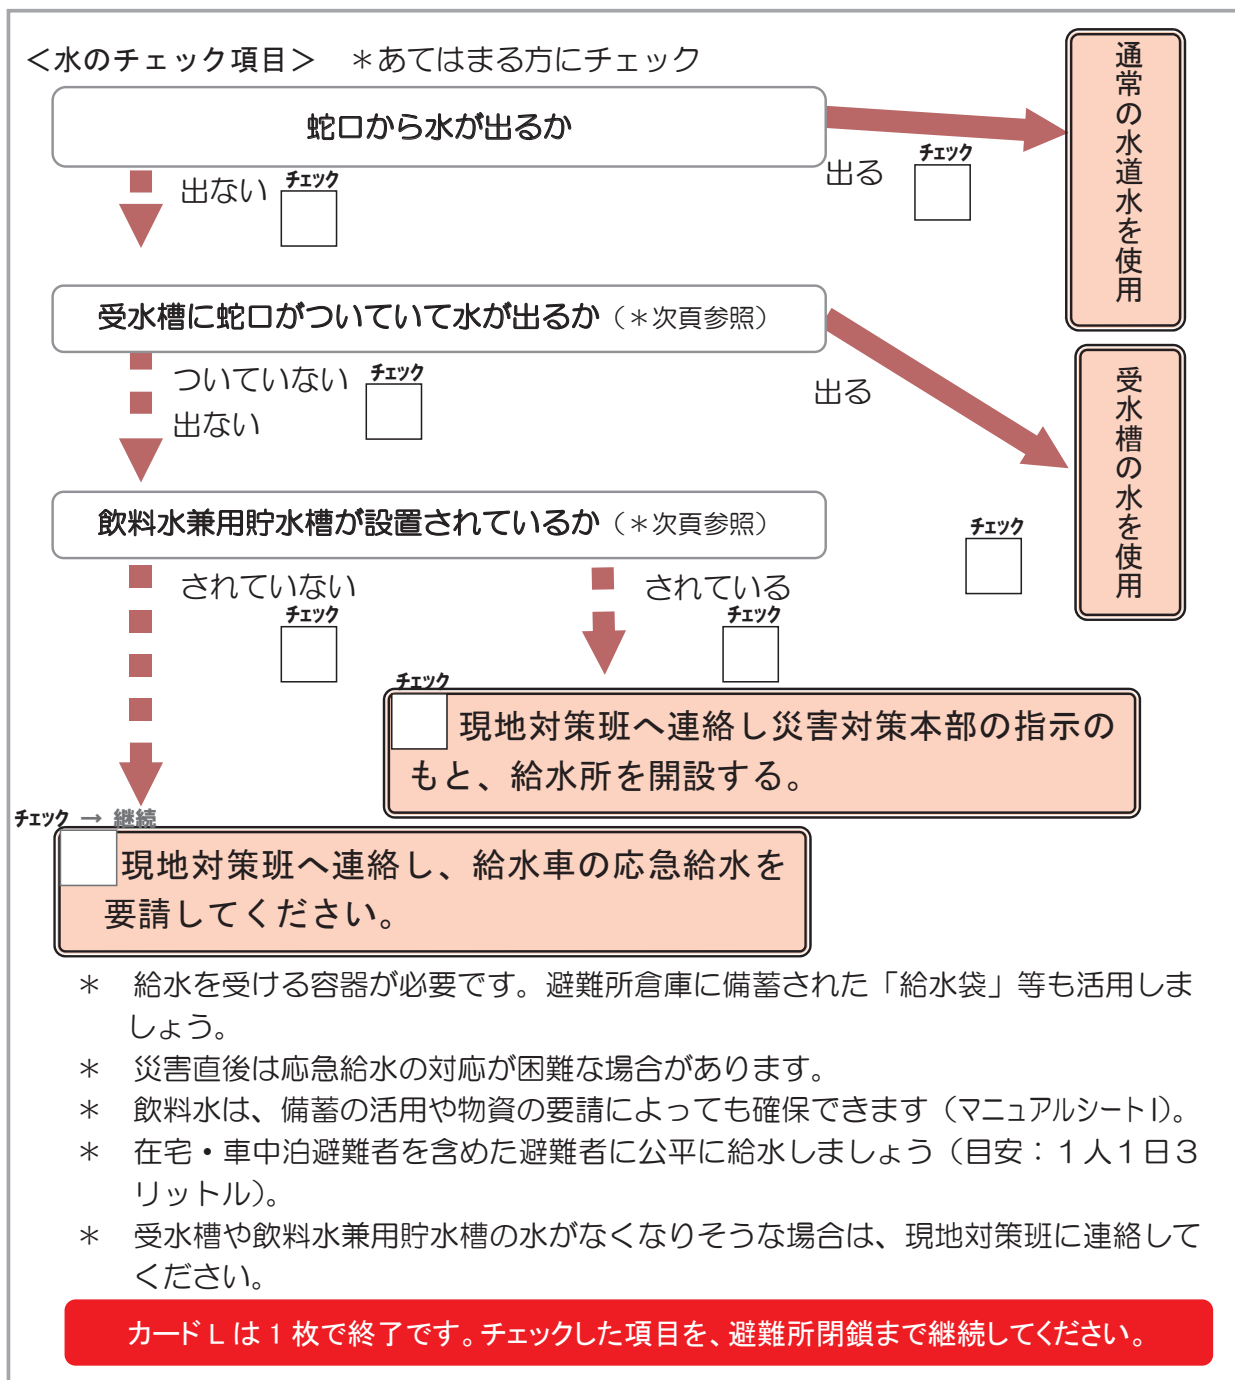 ＜水のチェック項目＞　＊あてはまる方にチェック
蛇口から水が出るか
通常の水道水を使用
出ない
チェック
出る
チェック
受水槽に蛇口がついていて水が出るか（＊次頁参照）
ついていない
出ない
チェック
出る
チェック
受水槽の水を使用
飲料水兼用貯水槽が設置されているか（＊次頁参照）
されていない
チェック
されている
チェック
チェック
現地対策班へ連絡し災害対策本部の指示の
もと、給水所を開設する。
チェック → 継続
現地対策班へ連絡し、給水車の応急給水を
要請してください。
＊　給水を受ける容器が必要です。避難所倉庫に備蓄された「給水袋」等も活用しま
しょう。
＊　災害直後は応急給水の対応が困難な場合があります。
＊　飲料水は、備蓄の活用や物資の要請によっても確保できます（マニュアルシートI）。
＊　在宅・車中泊避難者を含めた避難者に公平に給水しましょう（目安：１人１日３
リットル）。
＊　受水槽や飲料水兼用貯水槽の水がなくなりそうな場合は、現地対策班に連絡して
ください。
カード L は 1 枚で終了です。チェックした項目を、避難所閉鎖まで継続してください。